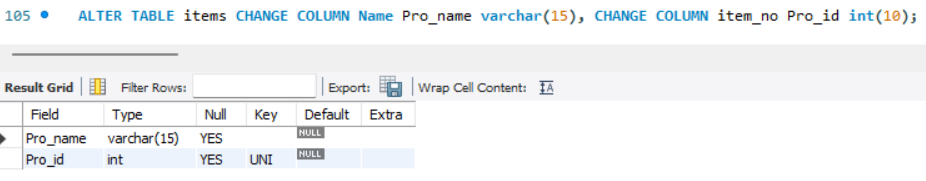 105 ALTER TABLE items CHANGE COLUMN Name Pro_name varchar(15), CHANGE COLUMN item_no Pro_id int(10);
Result Grid Filter Rows: Export: Wrap Cell Content: IA
Field Type Null Key Default Extra
Pro_name varchar(15) YES NULL
Pro_id int YES UNI NULL